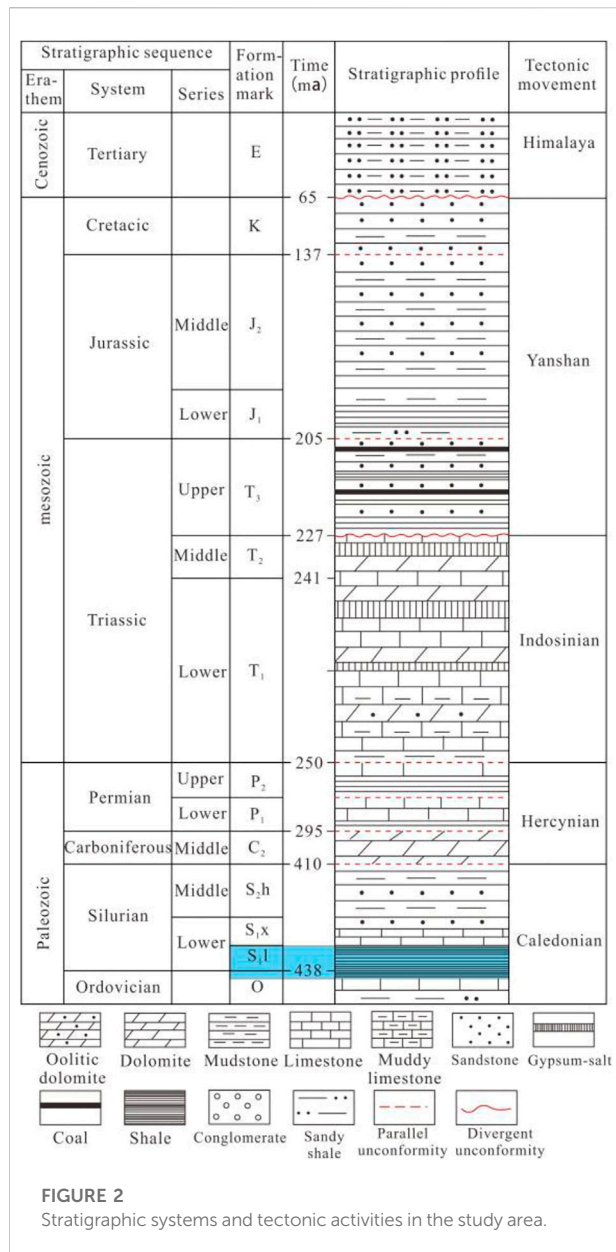 Stratigraphic sequence
Form-
ation
mark
Time
(ma)
Stratigraphic profile
Tectonic
movement
Era-
them
System
Series
Cenozoic
Tertiary
E
Himalaya
65
mesozoic
Cretacic
K
137
Jurassic
Middle
J₂
Yanshan
Lower
J₁
205
Triassic
Upper
T₃
227
Middle
T₂
241
Indosinian
Lower
T₁
250
Paleozoic
Permian
Upper
P₂
Hercynian
Lower
P₁
295
Carboniferous
Middle
C₂
410
Silurian
Middle
S₂h
Caledonian
Lower
S₁x
S₁l
438
Ordovician
O
Oolitic
dolomite
Dolomite
Mudstone
Limestone
Muddy
limestone
Sandstone
Gypsum-salt
Coal
Shale
Conglomerate
Sandy
shale
Parallel
unconformity
Divergent
unconformity
FIGURE 2
Stratigraphic systems and tectonic activities in the study area.